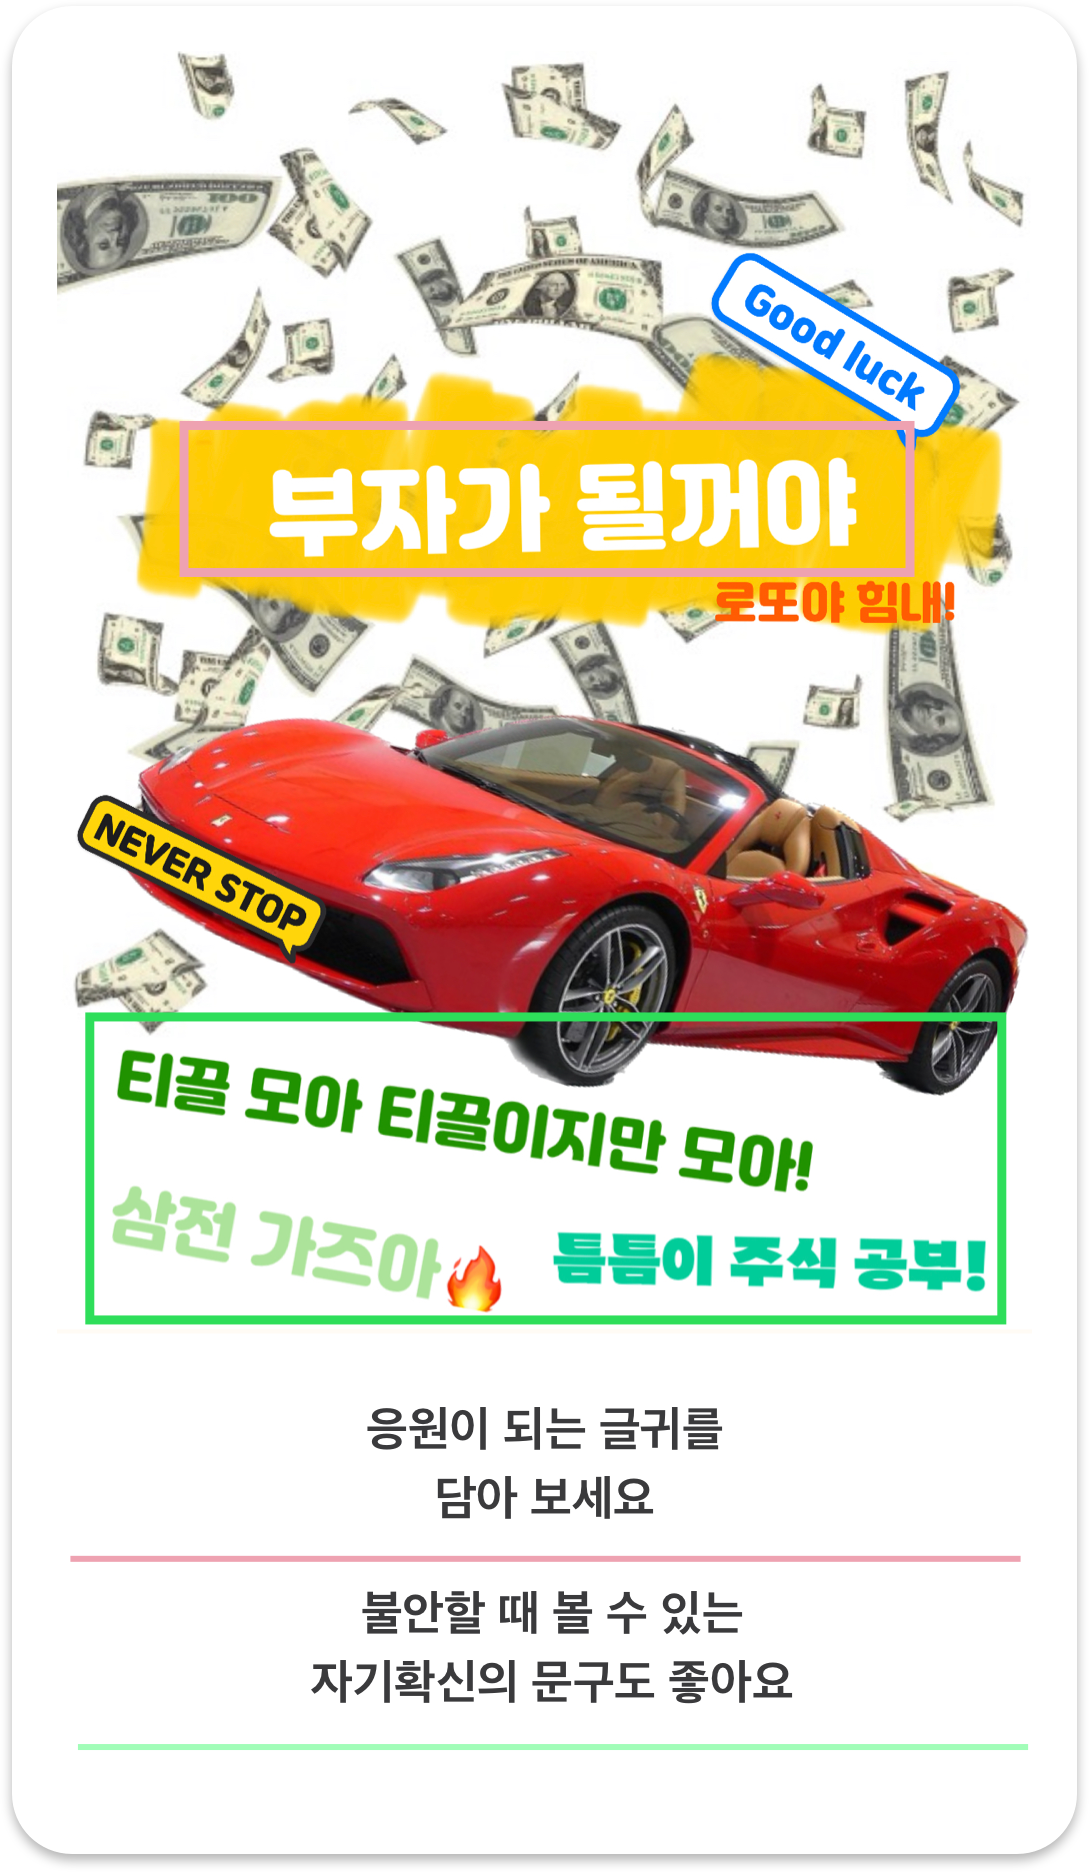 Good luck
부자가 될꺼야
로또야 힘내!
NEVER STOP
티끌 모아 티끌이지만 모아!
삼전 가즈아🔥
틈틈이 주식 공부!
응원이 되는 글귀를
담아 보세요
불안할 때 볼 수 있는
자기확신의 문구도 좋아요